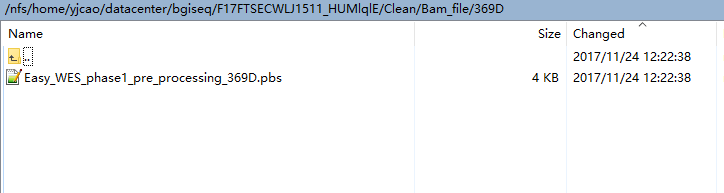 /nfs/home/yjcao/datacenter/bgiseq/F17FTSECWLJ1511_HUMlqlE/Clean/Bam_file/369D
Name Size Changed
.. 2017/11/24 12:22:38
Easy_WES_phase1_pre_processing_369D.pbs 4 KB 2017/11/24 12:22:38